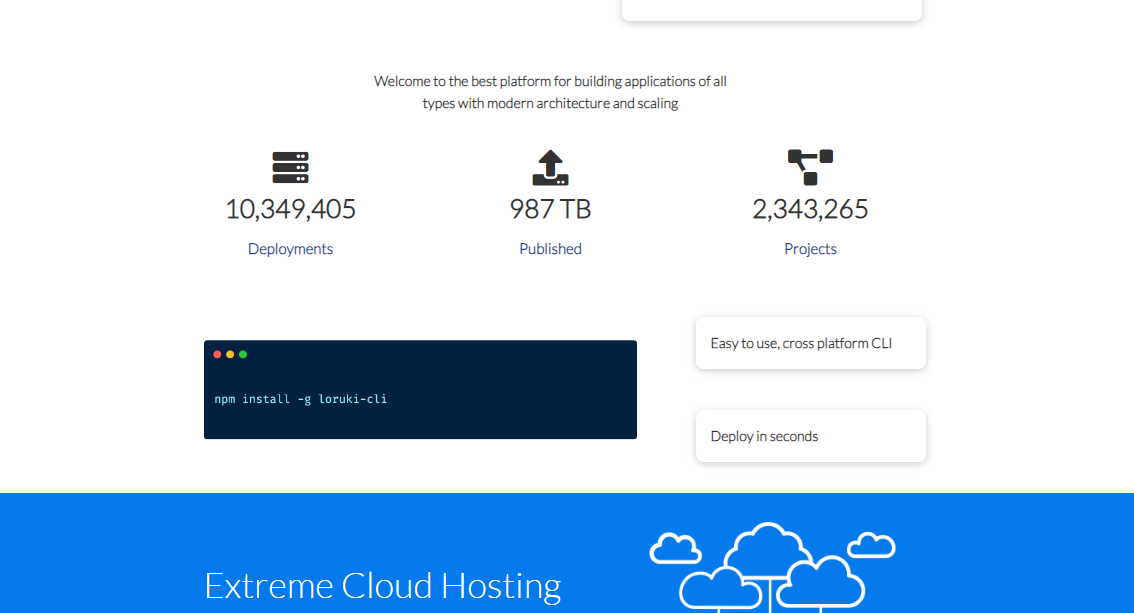 Welcome to the best platform for building applications of all
types with modern architecture and scaling
10,349,405
987 TB
2,343,265
Deployments
Published
Projects
npm install -g loruki-cli
Easy to use, cross platform CLI
Deploy in seconds
Extreme Cloud Hosting